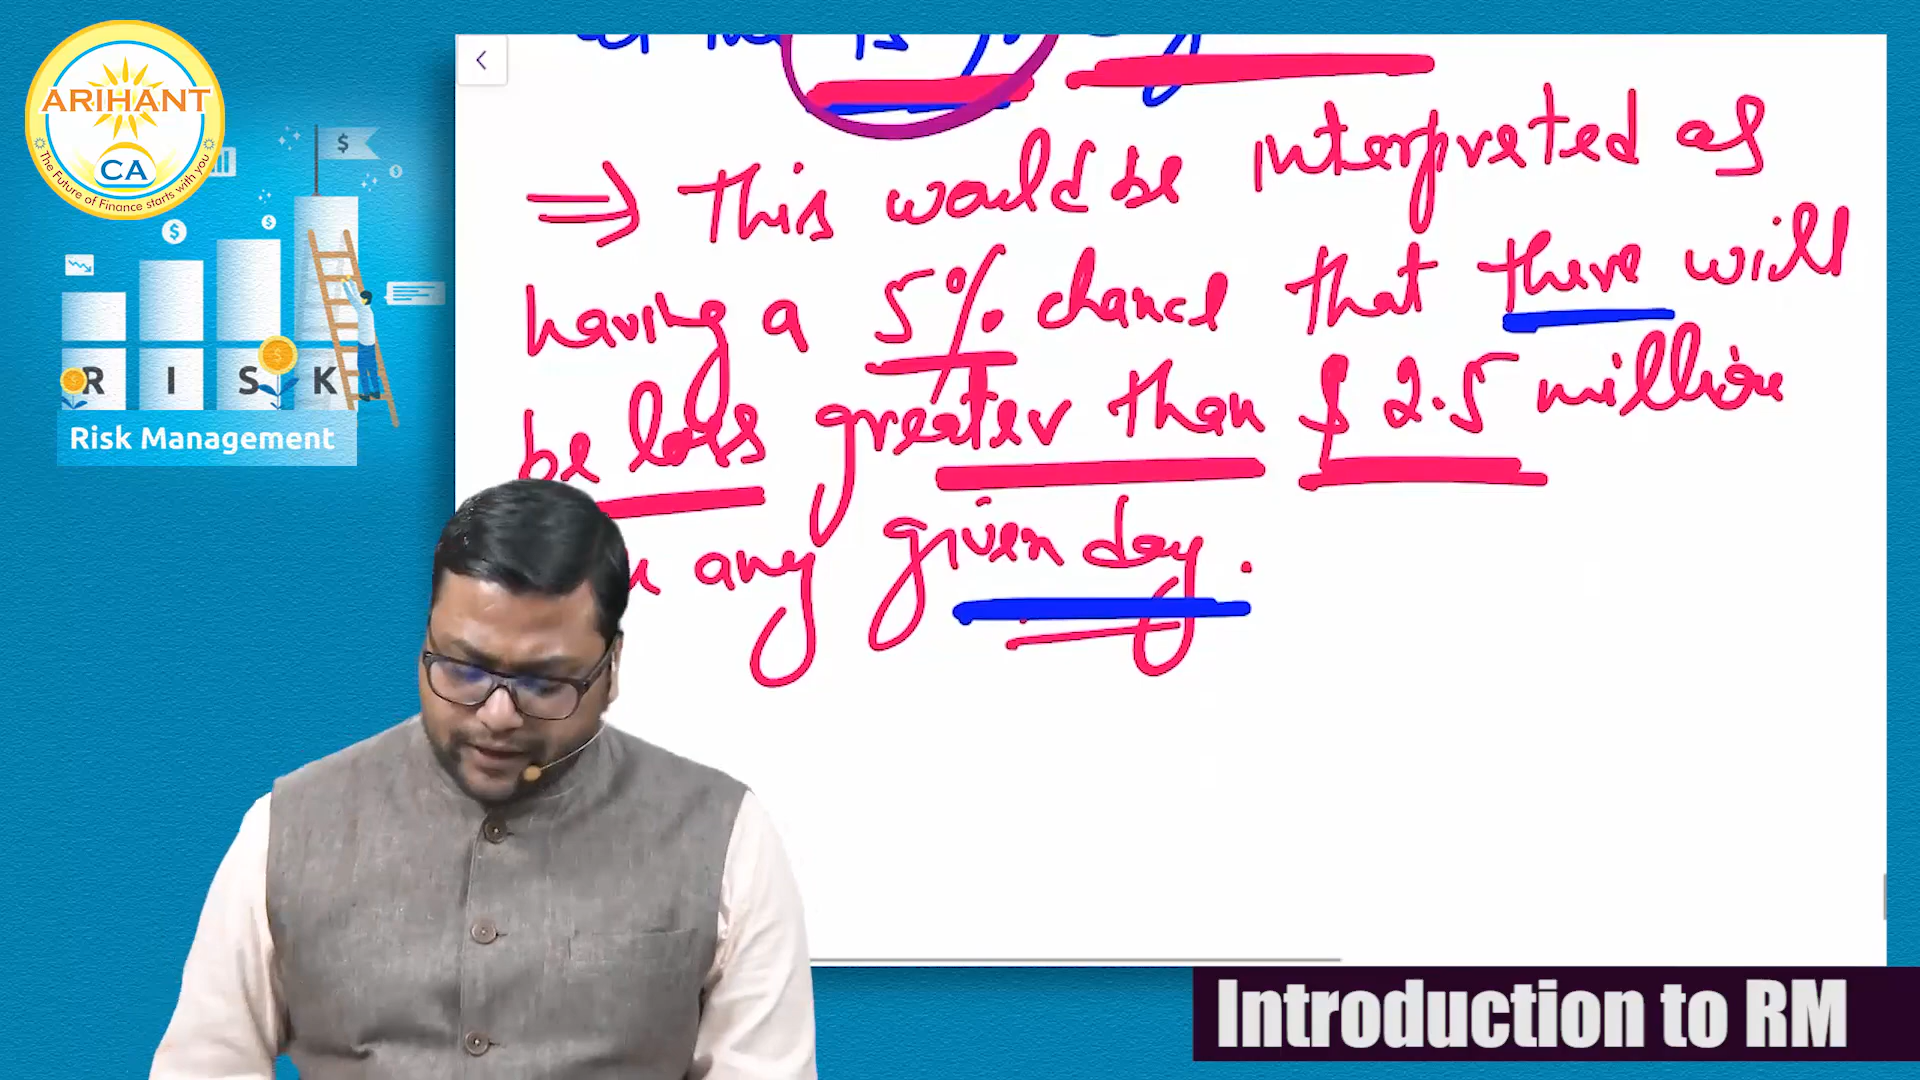 ARIHANT
CA
The Future of Finance starts with you
R I S K
Risk Management
⇒ This would be interpreted as
having a 5% chance that there will
be loss greater than $ 2.5 million
any given day.
Introduction to RM